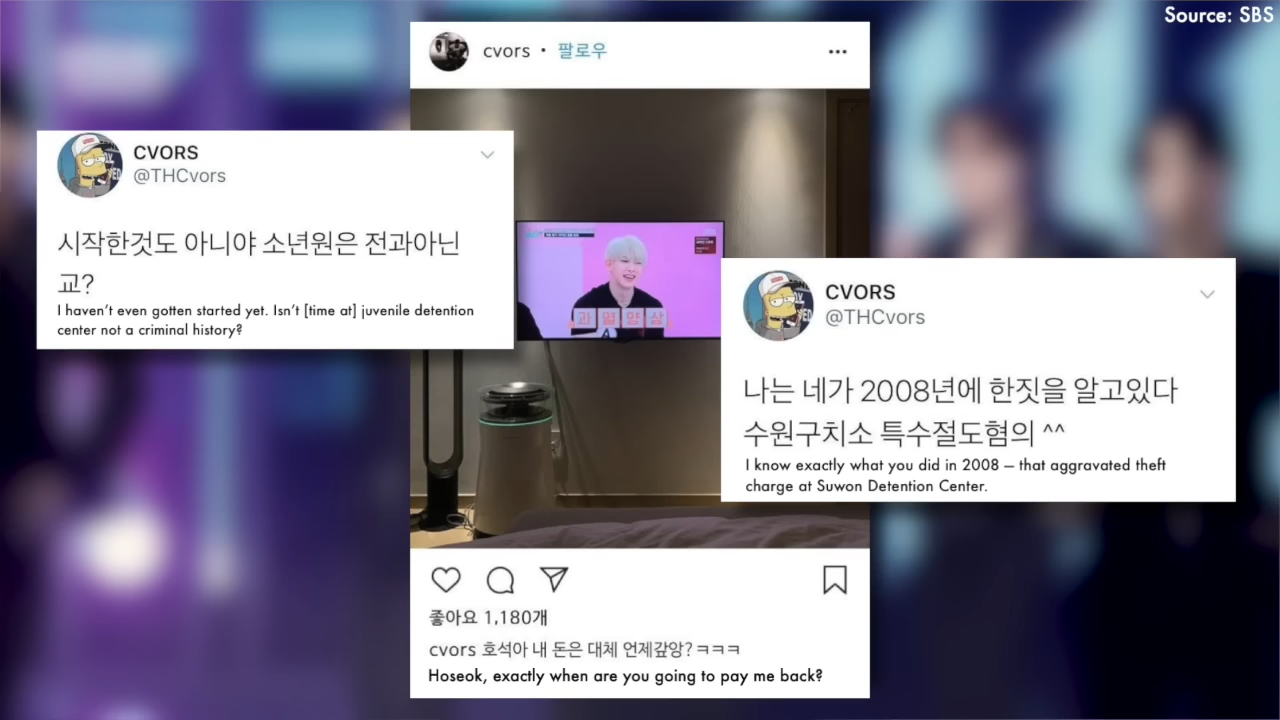 Source: SBS
cvors • 팔로우
CVORS
@THCvors
시작한것도 아니야 소년원은 전과아닌
교?
I haven't even gotten started yet. Isn't [time at] juvenile detention
center not a criminal history?
과열양상
CVORS
@THCvors
나는 네가 2008년에 한짓을 알고있다
수원구치소 특수절도혐의 ^^
I know exactly what you did in 2008 – that aggravated theft
charge at Suwon Detention Center.
좋아요 1,180개
cvors 호석아 내 돈은 대체 언제갚앙?ㅋㅋㅋ
Hoseok, exactly when are you going to pay me back?